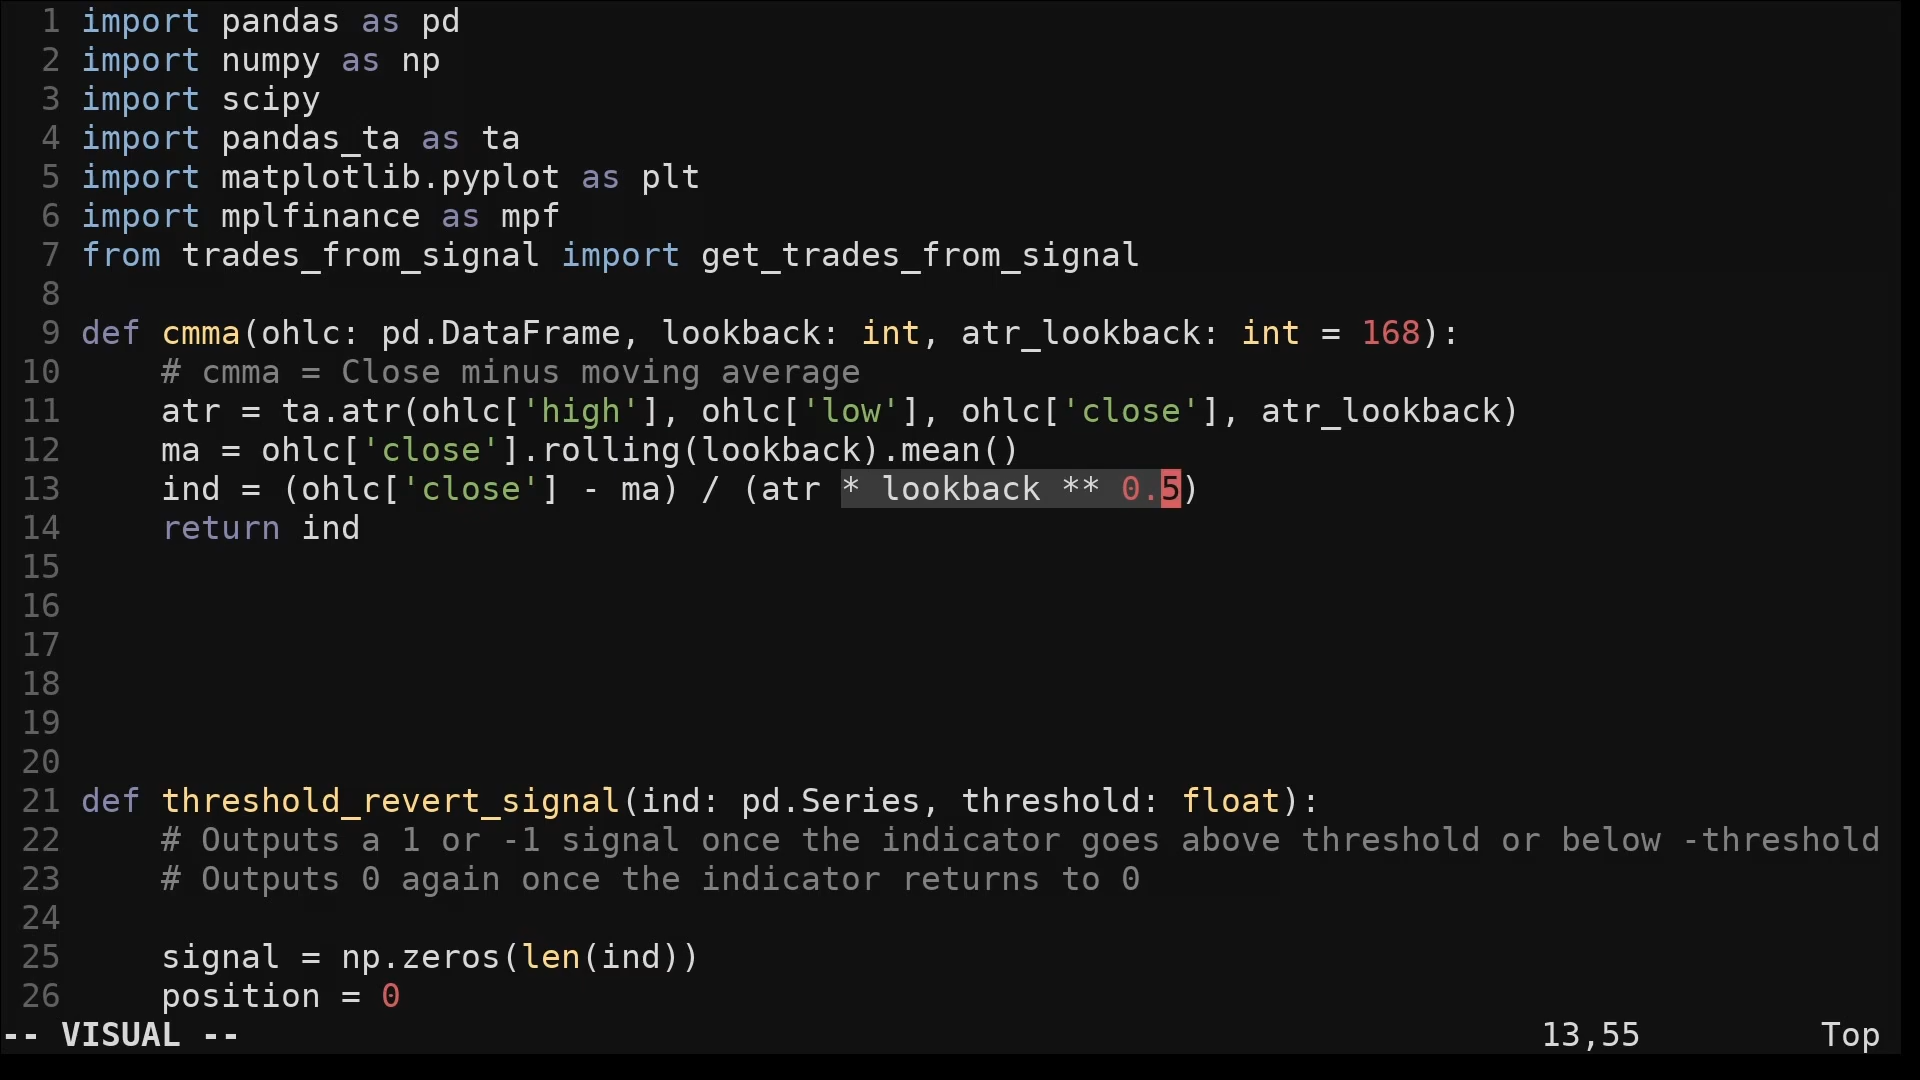 1 import pandas as pd
2 import numpy as np
3 import scipy
4 import pandas_ta as ta
5 import matplotlib.pyplot as plt
6 import mplfinance as mpf
7 from trades_from_signal import get_trades_from_signal
8
9 def cmma(ohlc: pd.DataFrame, lookback: int, atr_lookback: int = 168):
10     # cmma = Close minus moving average
11     atr = ta.atr(ohlc['high'], ohlc['low'], ohlc['close'], atr_lookback)
12     ma = ohlc['close'].rolling(lookback).mean()
13     ind = (ohlc['close'] - ma) / (atr * lookback ** 0.5)
14     return ind
15
16
17
18
19
20
21 def threshold_revert_signal(ind: pd.Series, threshold: float):
22     # Outputs a 1 or -1 signal once the indicator goes above threshold or below -threshold
23     # Outputs 0 again once the indicator returns to 0
24
25     signal = np.zeros(len(ind))
26     position = 0
-- VISUAL -- 13,55 Top